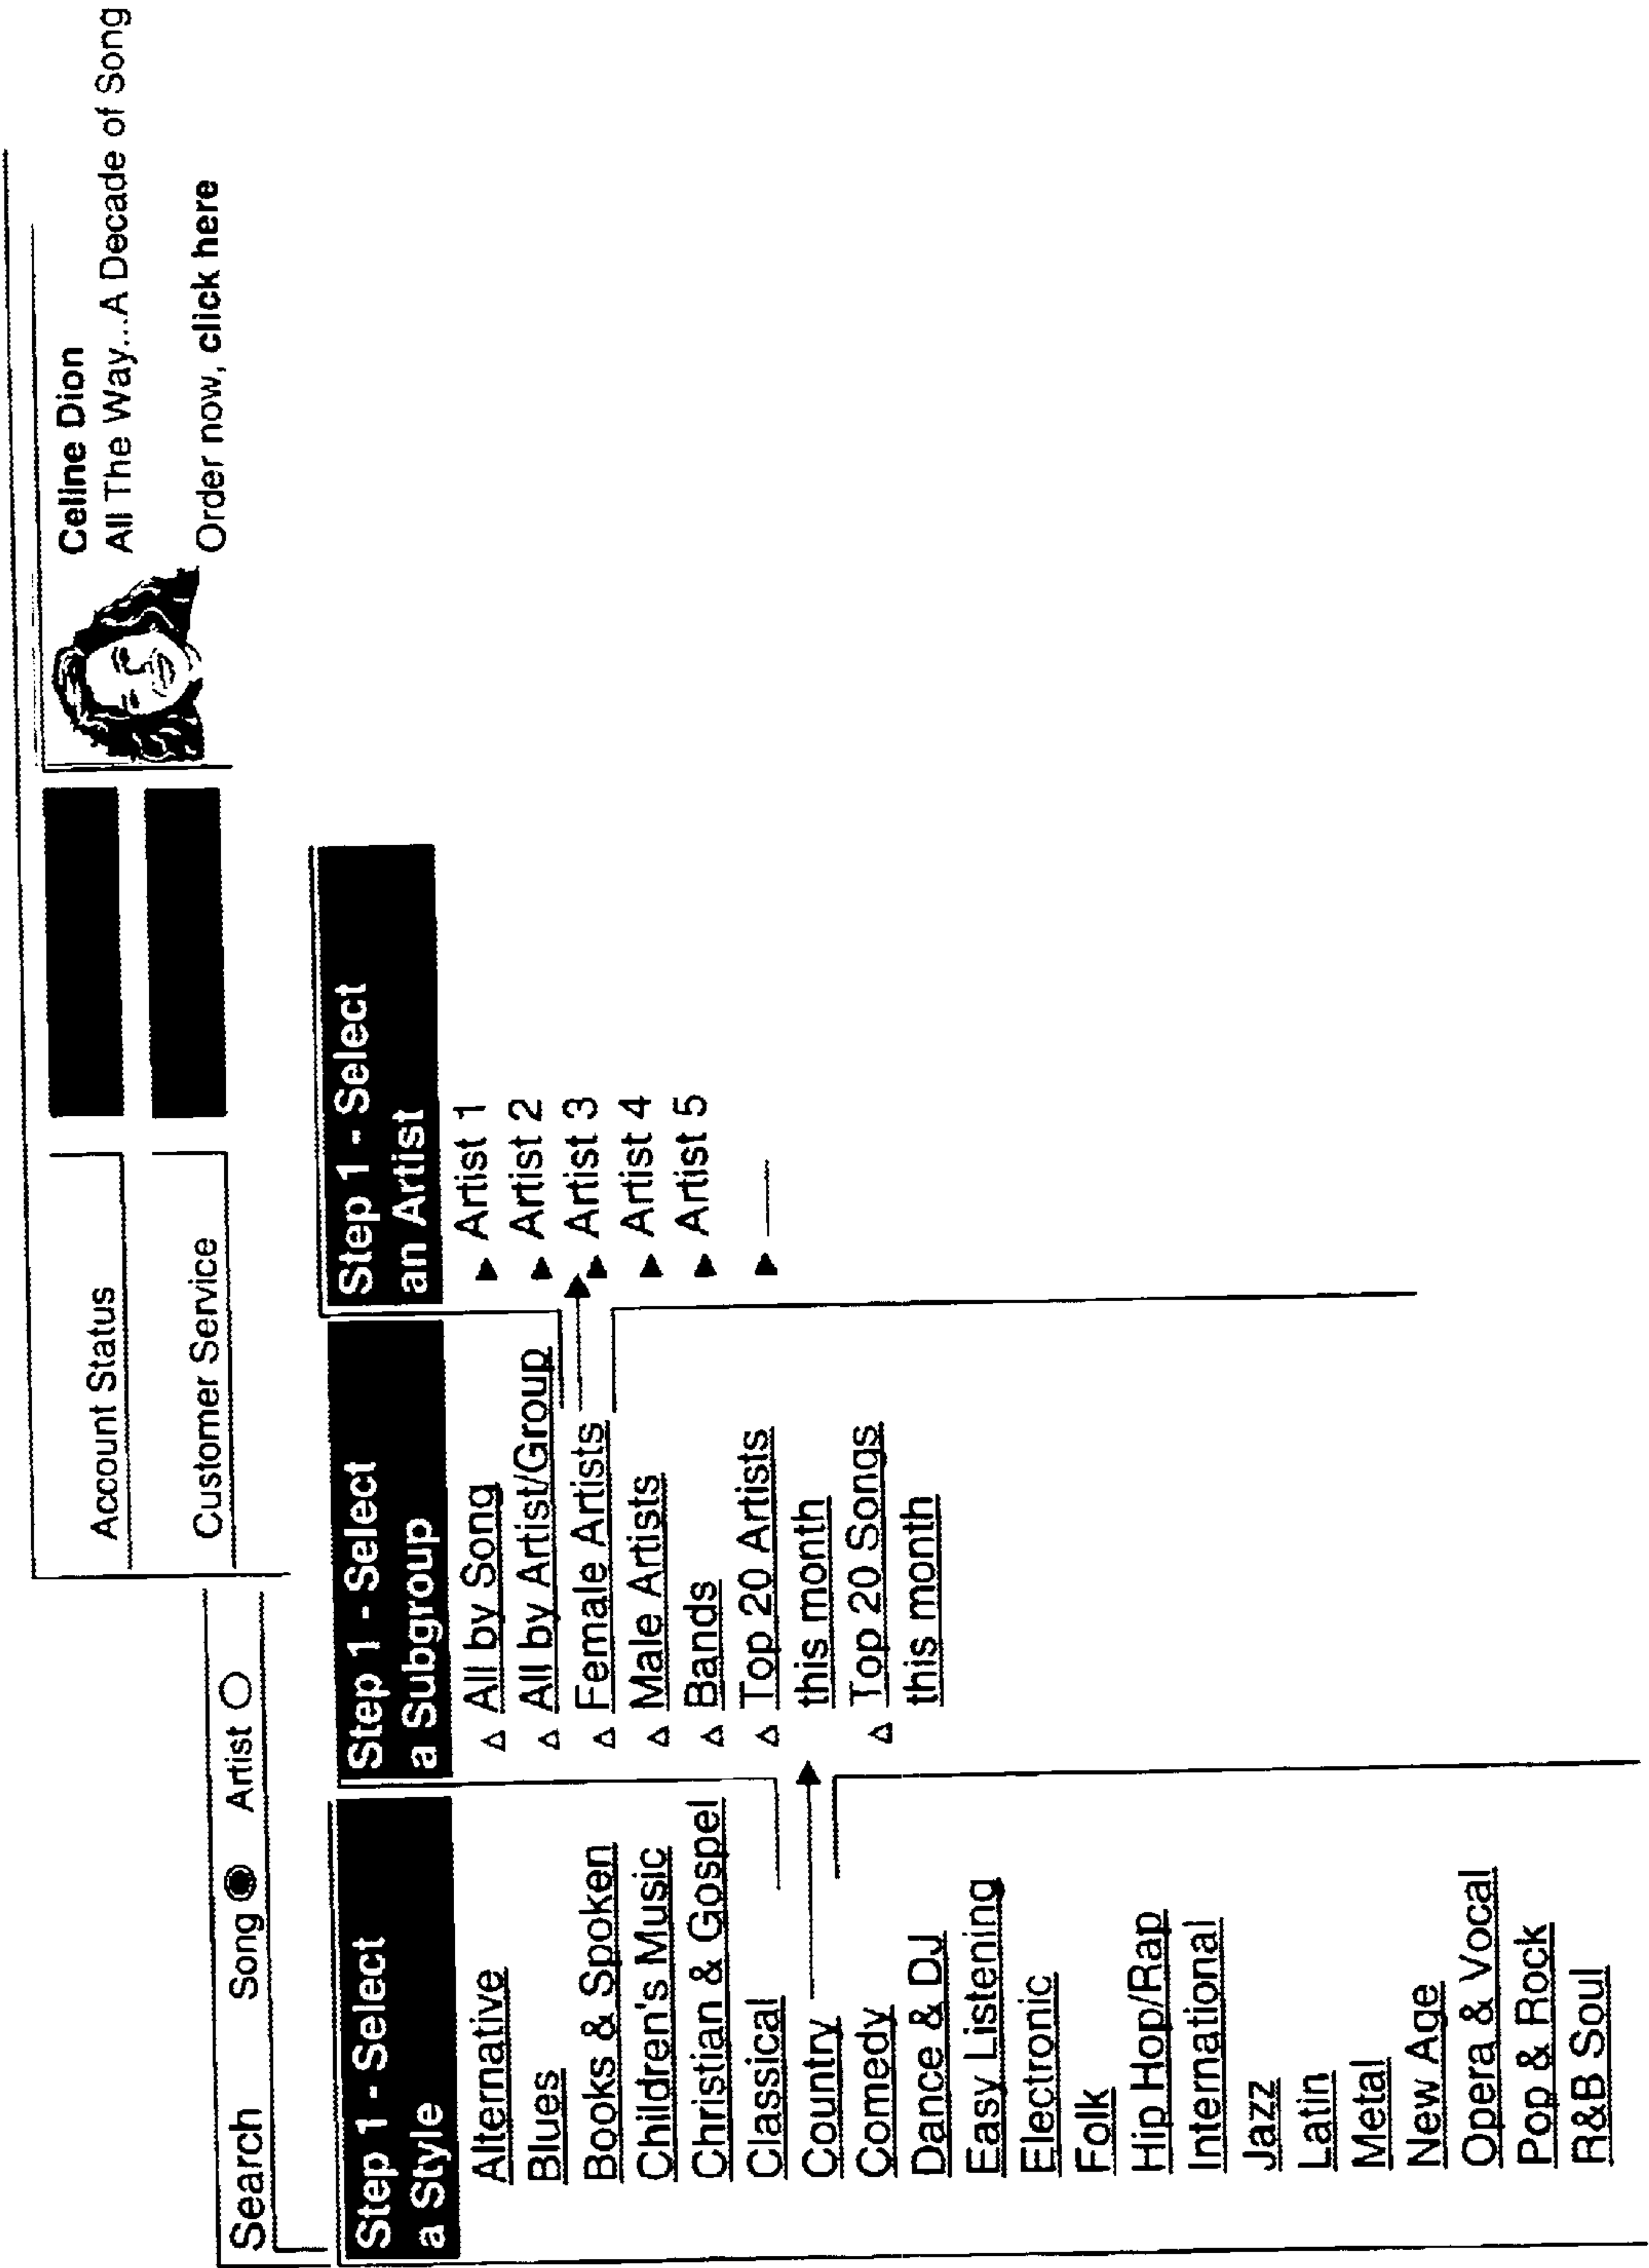 Account Status
Customer Service
Celine Dion
All The Way...A Decade of Song
Order now, click here
Search Song Artist
Step 1 - Select
a Style
Alternative
Blues
Books & Spoken
Children's Music
Christian & Gospel
Classical
Country
Comedy
Dance & DJ
Easy Listening
Electronic
Folk
Hip Hop/Rap
International
Jazz
Latin
Metal
New Age
Opera & Vocal
Pop & Rock
R&B Soul
Step 1 - Select
a Subgroup
All by Song
All by Artist/Group
Female Artists
Male Artists
Bands
Top 20 Artists
this month
Top 20 Songs
this month
Step 1 - Select
an Artist
Artist 1
Artist 2
Artist 3
Artist 4
Artist 5